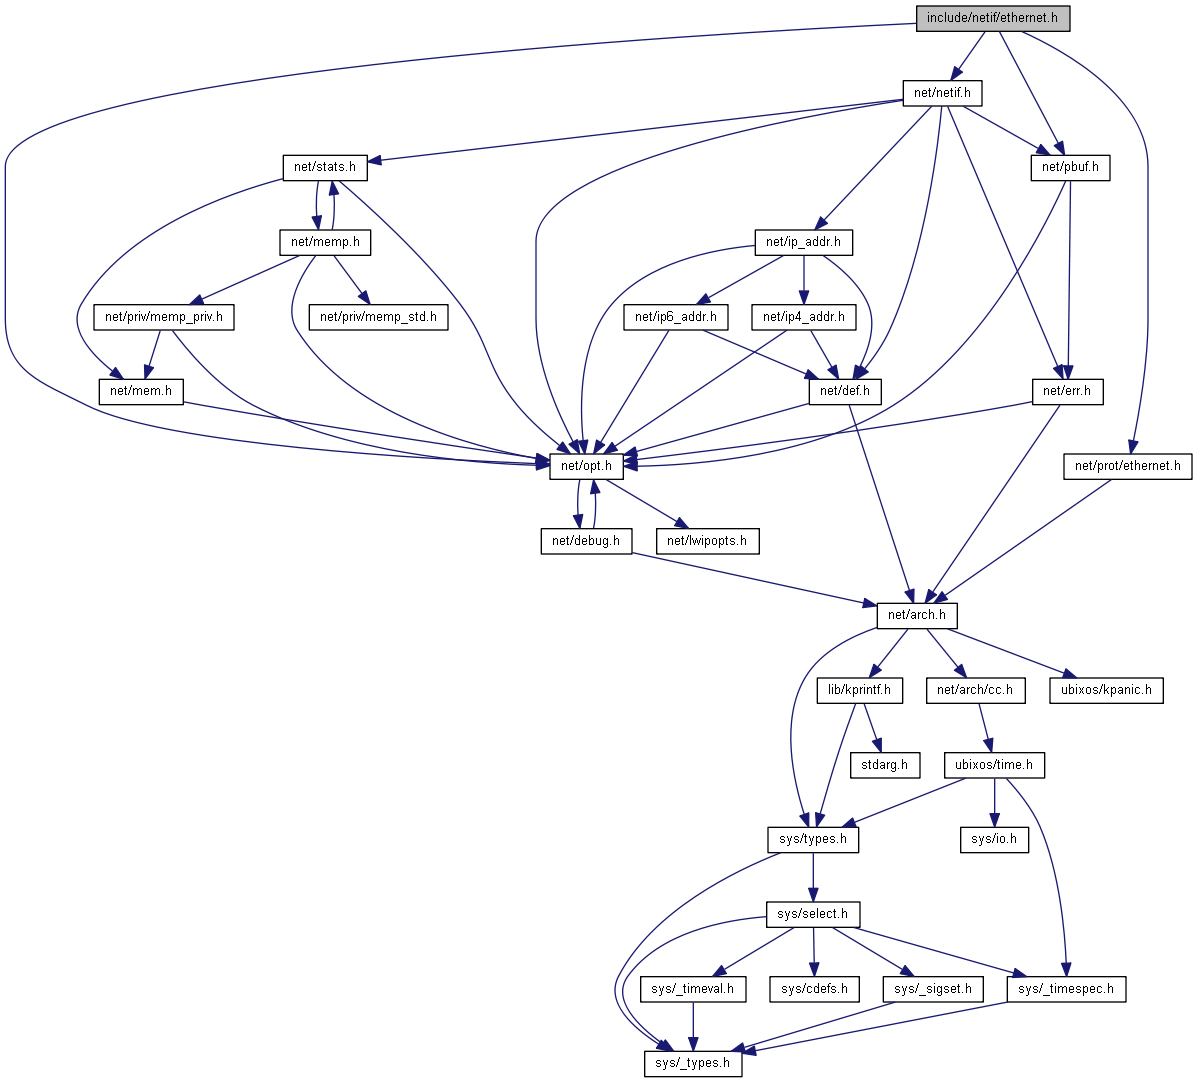 include/netif/ethernet.h
net/netif.h
net/stats.h
net/pbuf.h
net/memp.h
net/ip_addr.h
net/priv/memp_priv.h
net/priv/memp_std.h
net/ip6_addr.h
net/ip4_addr.h
net/mem.h
net/def.h
net/err.h
net/opt.h
net/prot/ethernet.h
net/debug.h
net/lwipopts.h
net/arch.h
lib/kprintf.h
net/arch/cc.h
ubixos/kpanic.h
stdarg.h
ubixos/time.h
sys/types.h
sys/io.h
sys/select.h
sys/_timeval.h
sys/cdefs.h
sys/_sigset.h
sys/_timespec.h
sys/_types.h